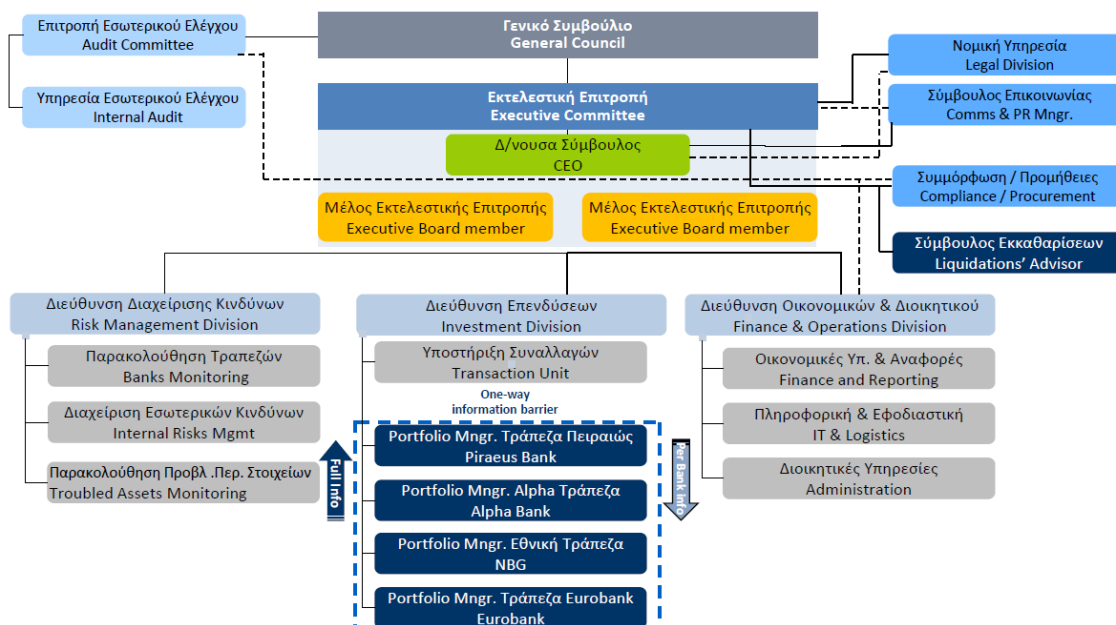 Επιτροπή Εσωτερικού Ελέγχου
Audit Committee
Υπηρεσία Εσωτερικού Ελέγχου
Internal Audit
Γενικό Συμβούλιο
General Council
Εκτελεστική Επιτροπή
Executive Committee
Δ/νουσα Σύμβουλος
CEO
Μέλος Εκτελεστικής Επιτροπής
Executive Board member
Μέλος Εκτελεστικής Επιτροπής
Executive Board member
Νομική Υπηρεσία
Legal Division
Σύμβουλος Επικοινωνίας
Comms & PR Mngr.
Συμμόρφωση / Προμήθειες
Compliance / Procurement
Σύμβουλος Εκκαθαρίσεων
Liquidations' Advisor
Διεύθυνση Διαχείρισης Κινδύνων
Risk Management Division
Παρακολούθηση Τραπεζών
Banks Monitoring
Διαχείριση Εσωτερικών Κινδύνων
Internal Risks Mgmt
Παρακολούθηση Προβλ .Περ. Στοιχείων
Troubled Assets Monitoring
Διεύθυνση Επενδύσεων
Investment Division
Υποστήριξη Συναλλαγών
Transaction Unit
One-way
information barrier
Full Info
Portfolio Mngr. Τράπεζα Πειραιώς
Piraeus Bank
Portfolio Mngr. Alpha Τράπεζα
Alpha Bank
Portfolio Mngr. Εθνική Τράπεζα
NBG
Portfolio Mngr. Τράπεζα Eurobank
Eurobank
Per Bank info
Διεύθυνση Οικονομικών & Διοικητικού
Finance & Operations Division
Οικονομικές Υπ. & Αναφορές
Finance and Reporting
Πληροφορική & Εφοδιαστική
IT & Logistics
Διοικητικές Υπηρεσίες
Administration